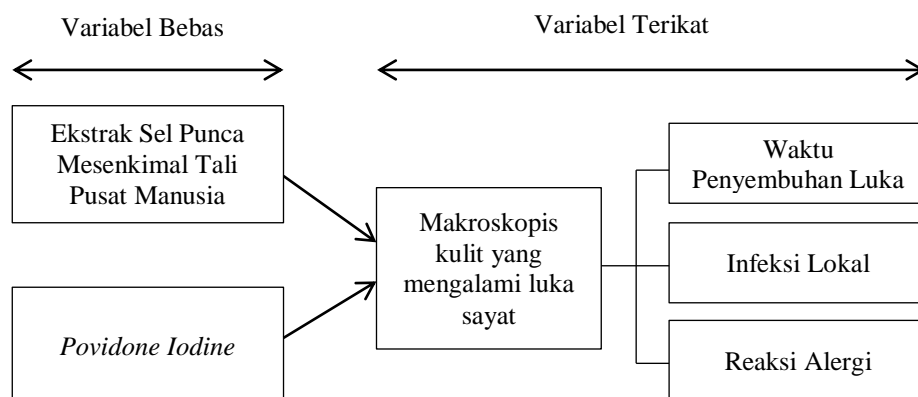 Variabel Bebas
Variabel Terikat
Ekstrak Sel Punca
Mesenkimal Tali
Pusat Manusia
Povidone Iodine
Makroskopis
kulit yang
mengalami luka
sayat
Waktu
Penyembuhan Luka
Infeksi Lokal
Reaksi Alergi